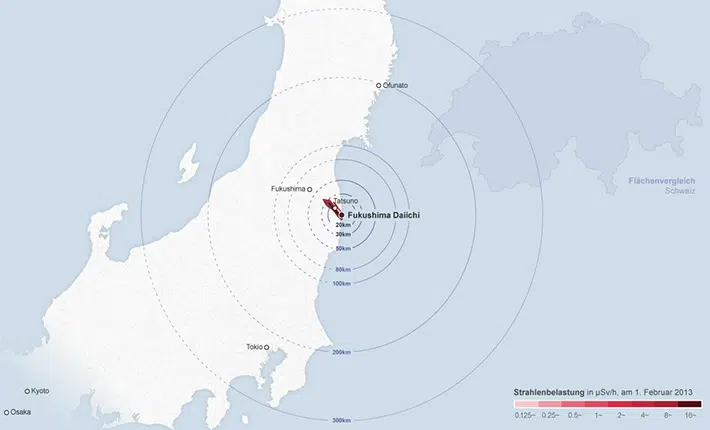 Ofunato
Flächenvergleich
Schweiz
Fukushima
Tatsuno
Fukushima Daiichi
20km
30km
50km
80km
100km
Tokio
200km
Kyoto
Osaka
300km
Strahlenbelastung in µSv/h, am 1. Februar 2013
0.125~ 0.25~ 0.5~ 1~ 2~ 4~ 8~ 16~